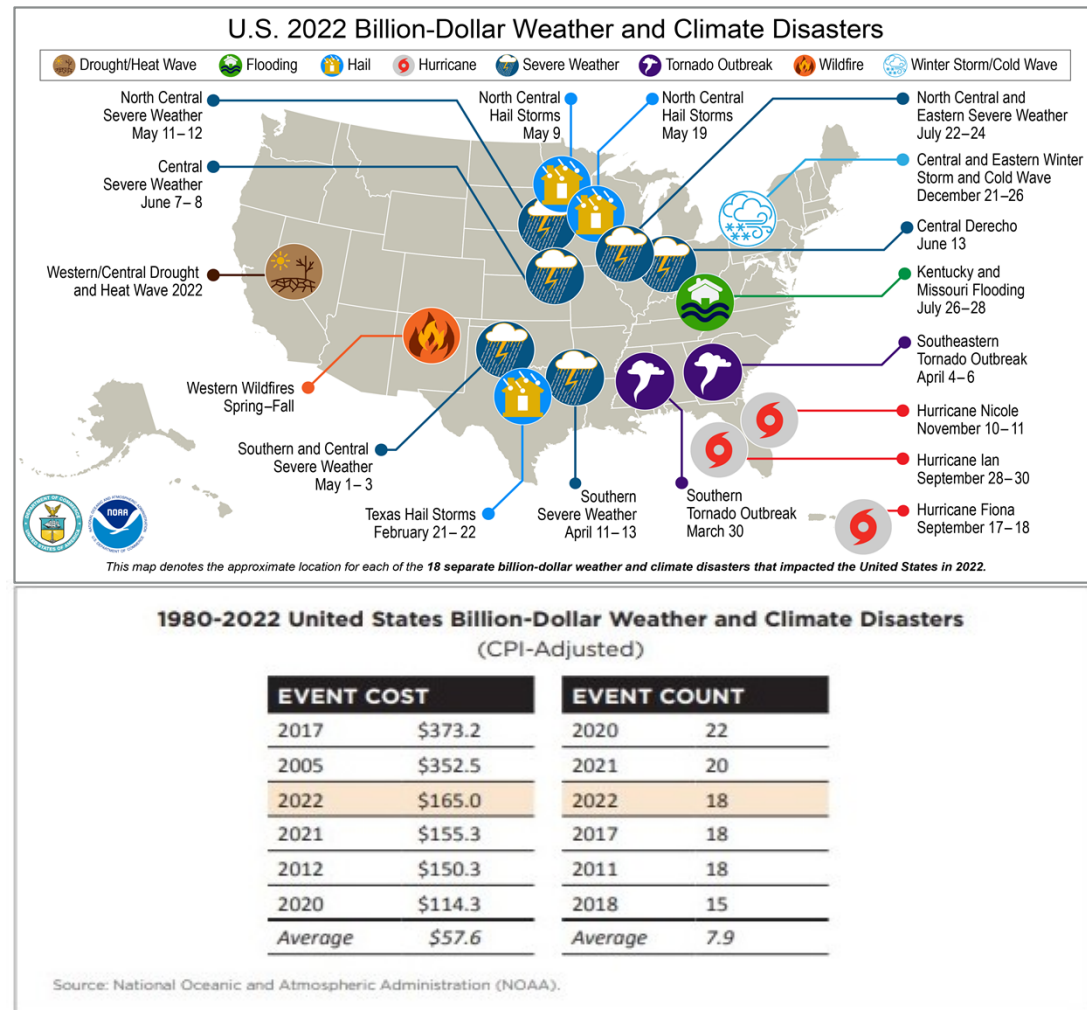 U.S. 2022 Billion-Dollar Weather and Climate Disasters
Drought/Heat Wave Flooding Hail Hurricane Severe Weather Tornado Outbreak Wildfire Winter Storm/Cold Wave
North Central
Severe Weather
May 11–12
North Central
Hail Storms
May 9
North Central
Hail Storms
May 19
North Central and
Eastern Severe Weather
July 22–24
Central
Severe Weather
June 7–8
Central and Eastern Winter
Storm and Cold Wave
December 21–26
Central Derecho
June 13
Western/Central Drought
and Heat Wave 2022
Kentucky and
Missouri Flooding
July 26–28
Southeastern
Tornado Outbreak
April 4–6
Western Wildfires
Spring–Fall
Hurricane Nicole
November 10–11
Southern and Central
Severe Weather
May 1–3
Hurricane Ian
September 28–30
Texas Hail Storms
February 21–22
Southern
Severe Weather
April 11–13
Southern
Tornado Outbreak
March 30
Hurricane Fiona
September 17–18
NOAA
This map denotes the approximate location for each of the 18 separate billion-dollar weather and climate disasters that impacted the United States in 2022.
1980-2022 United States Billion-Dollar Weather and Climate Disasters
(CPI-Adjusted)
EVENT COST
2017 $373.2
2005 $352.5
2022 $165.0
2021 $155.3
2012 $150.3
2020 $114.3
Average $57.6
EVENT COUNT
2020 22
2021 20
2022 18
2017 18
2011 18
2018 15
Average 7.9
Source: National Oceanic and Atmospheric Administration (NOAA).